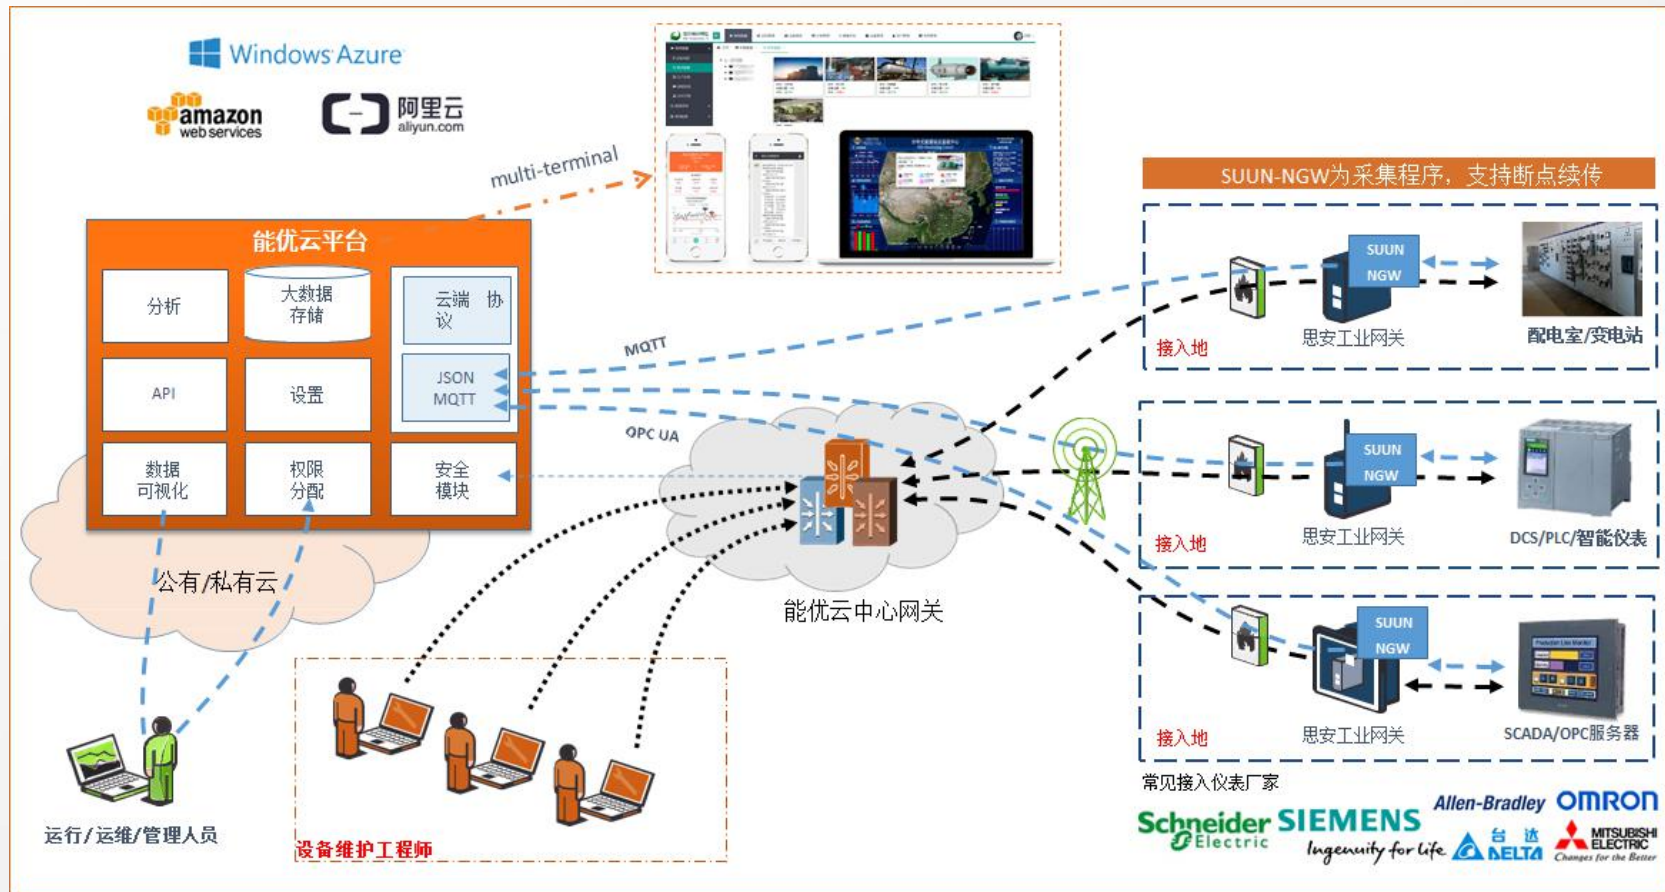 Windows Azure
amazon
web services
阿里云
aliyun.com
multi-terminal
SUUN-NGW为采集程序，支持断点续传
能优云平台
分析
大数据
存储
云端 协
议
API
设置
JSON
MQTT
数据
可视化
权限
分配
安全
模块
公有/私有云
MQTT
OPC UA
能优云中心网关
SUUN
NGW
接入地
思安工业网关
配电室/变电站
SUUN
NGW
接入地
思安工业网关
DCS/PLC/智能仪表
SUUN
NGW
接入地
思安工业网关
SCADA/OPC服务器
运行/运维/管理人员
设备维护工程师
常见接入仪表厂家
Schneider
Electric
SIEMENS
Ingenuity for life
Allen-Bradley
OMRON
台达
DELTA
MITSUBISHI
ELECTRIC
Changes for the Better